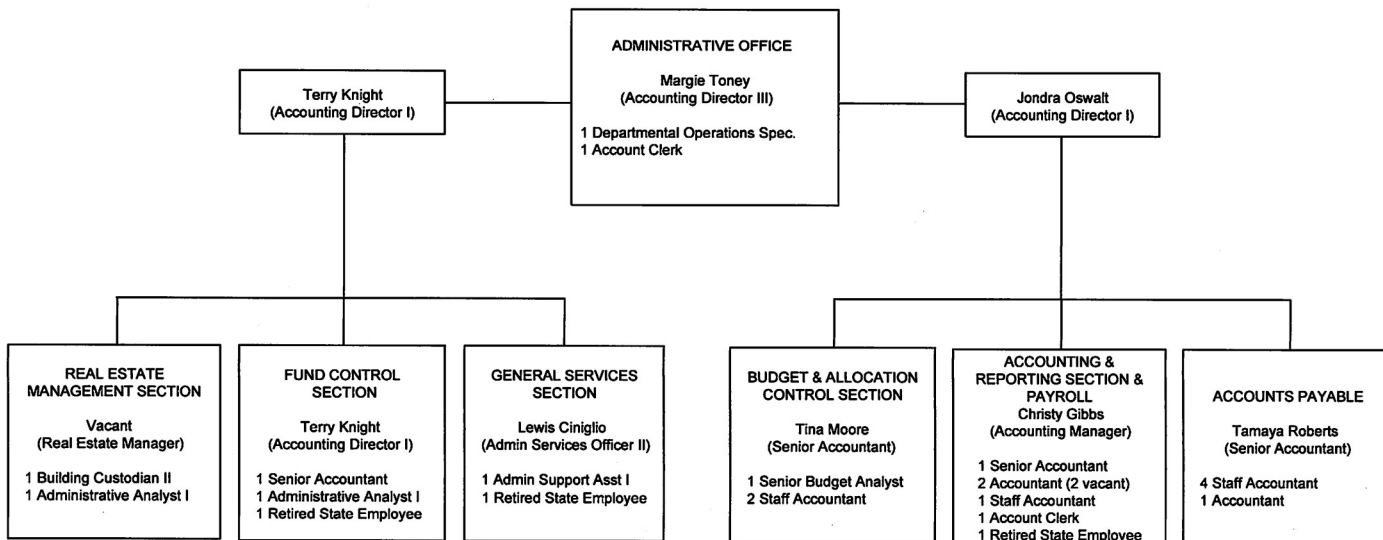 ADMINISTRATIVE OFFICE
Margie Toney
(Accounting Director III)
1 Departmental Operations Spec.
1 Account Clerk
Terry Knight
(Accounting Director I)
Jondra Oswalt
(Accounting Director I)
REAL ESTATE
MANAGEMENT SECTION
Vacant
(Real Estate Manager)
1 Building Custodian II
1 Administrative Analyst I
FUND CONTROL
SECTION
Terry Knight
(Accounting Director I)
1 Senior Accountant
1 Administrative Analyst I
1 Retired State Employee
GENERAL SERVICES
SECTION
Lewis Ciniglio
(Admin Services Officer II)
1 Admin Support Asst I
1 Retired State Employee
BUDGET & ALLOCATION
CONTROL SECTION
Tina Moore
(Senior Accountant)
1 Senior Budget Analyst
2 Staff Accountant
ACCOUNTING &
REPORTING SECTION &
PAYROLL
Christy Gibbs
(Accounting Manager)
1 Senior Accountant
2 Accountant (2 vacant)
1 Staff Accountant
1 Account Clerk
1 Retired State Employee
ACCOUNTS PAYABLE
Tamaya Roberts
(Senior Accountant)
4 Staff Accountant
1 Accountant